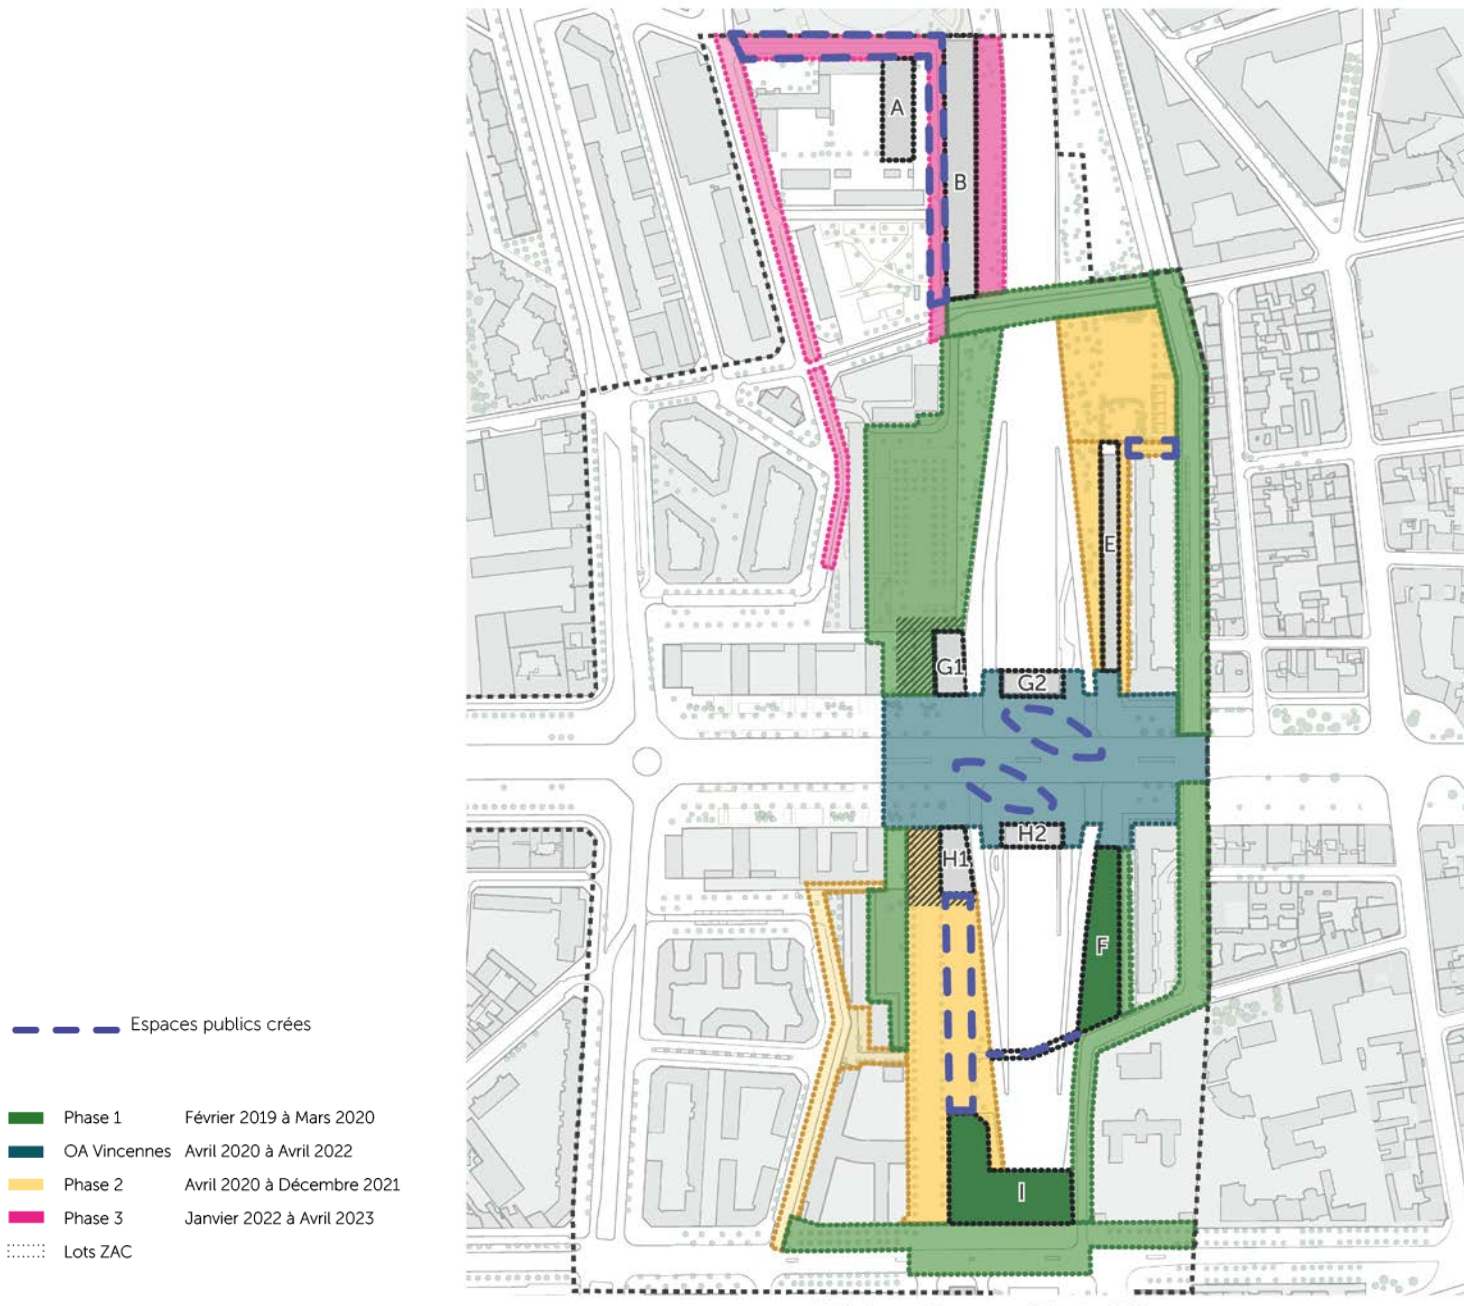 A
B
E
G1
G2
H2
H1
F
I
Espaces publics crées
Phase 1 Février 2019 à Mars 2020
OA Vincennes Avril 2020 à Avril 2022
Phase 2 Avril 2020 à Décembre 2021
Phase 3 Janvier 2022 à Avril 2023
Lots ZAC